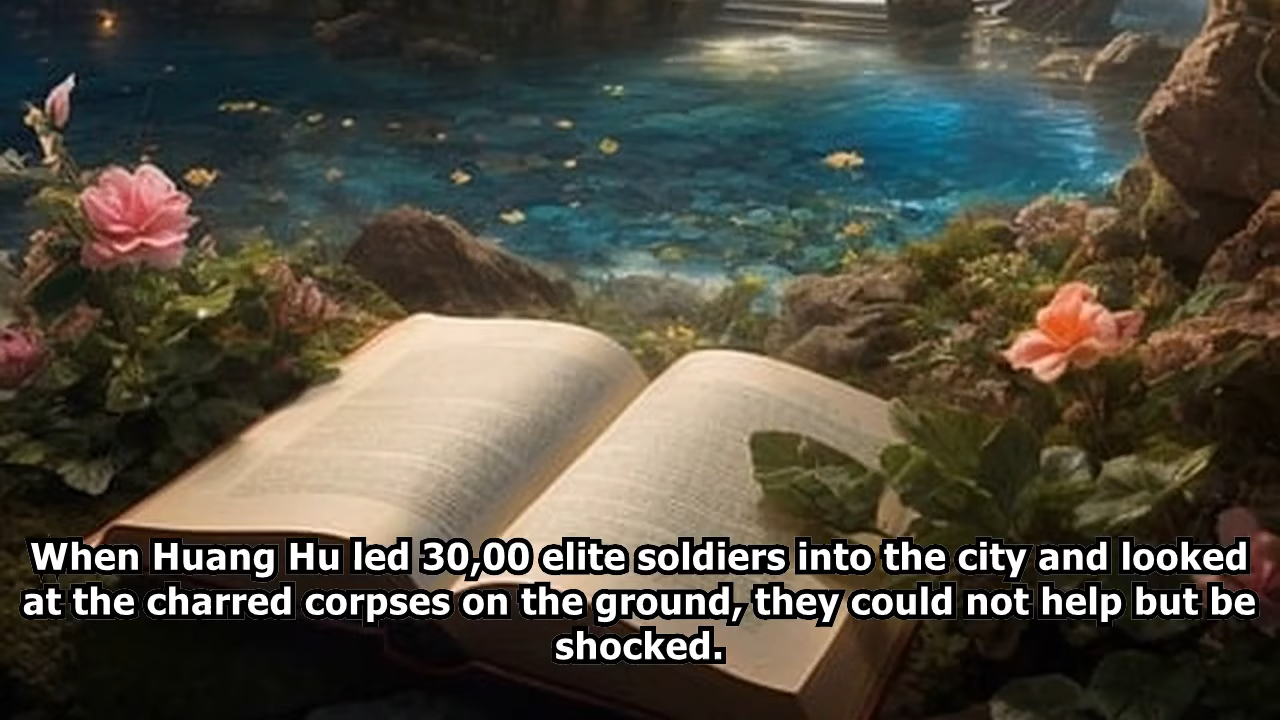 When Huang Hu led 30,00 elite soldiers into the city and looked
at the charred corpses on the ground, they could not help but be
shocked.